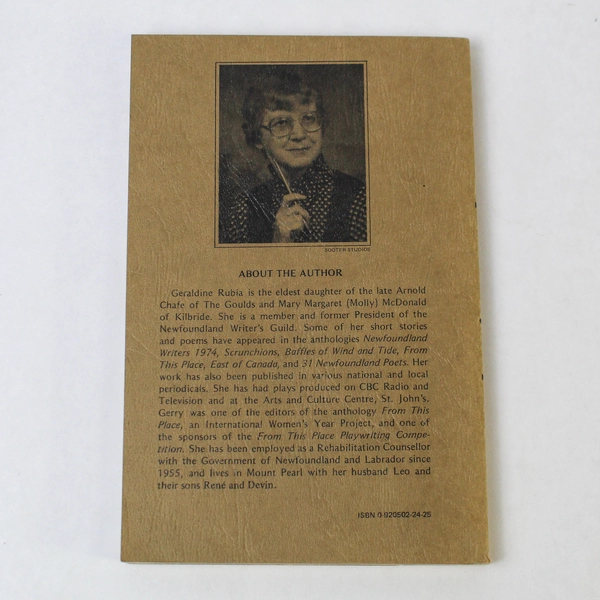 SOOTER STUDIOS
ABOUT THE AUTHOR
Geraldine Rubia is the eldest daughter of the late Arnold
Chafe of The Goulds and Mary Margaret (Molly) McDonald
of Kilbride. She is a member and former President of the
Newfoundland Writer's Guild. Some of her short stories
and poems have appeared in the anthologies Newfoundland
Writers 1974, Scrunchions, Baffles of Wind and Tide, From
This Place, East of Canada, and 31 Newfoundland Poets. Her
work has also been published in various national and local
periodicals. She has had plays produced on CBC Radio and
Television and at the Arts and Culture Centre, St. John's.
Gerry was one of the editors of the anthology From This
Place, an International Women's Year Project, and one of
the sponsors of the From This Place Playwriting Compe-
tition. She has been employed as a Rehabilitation Counsellor
with the Government of Newfoundland and Labrador since
1955, and lives in Mount Pearl with her husband Leo and
their sons René and Devin.
ISBN 0-920502-24-25